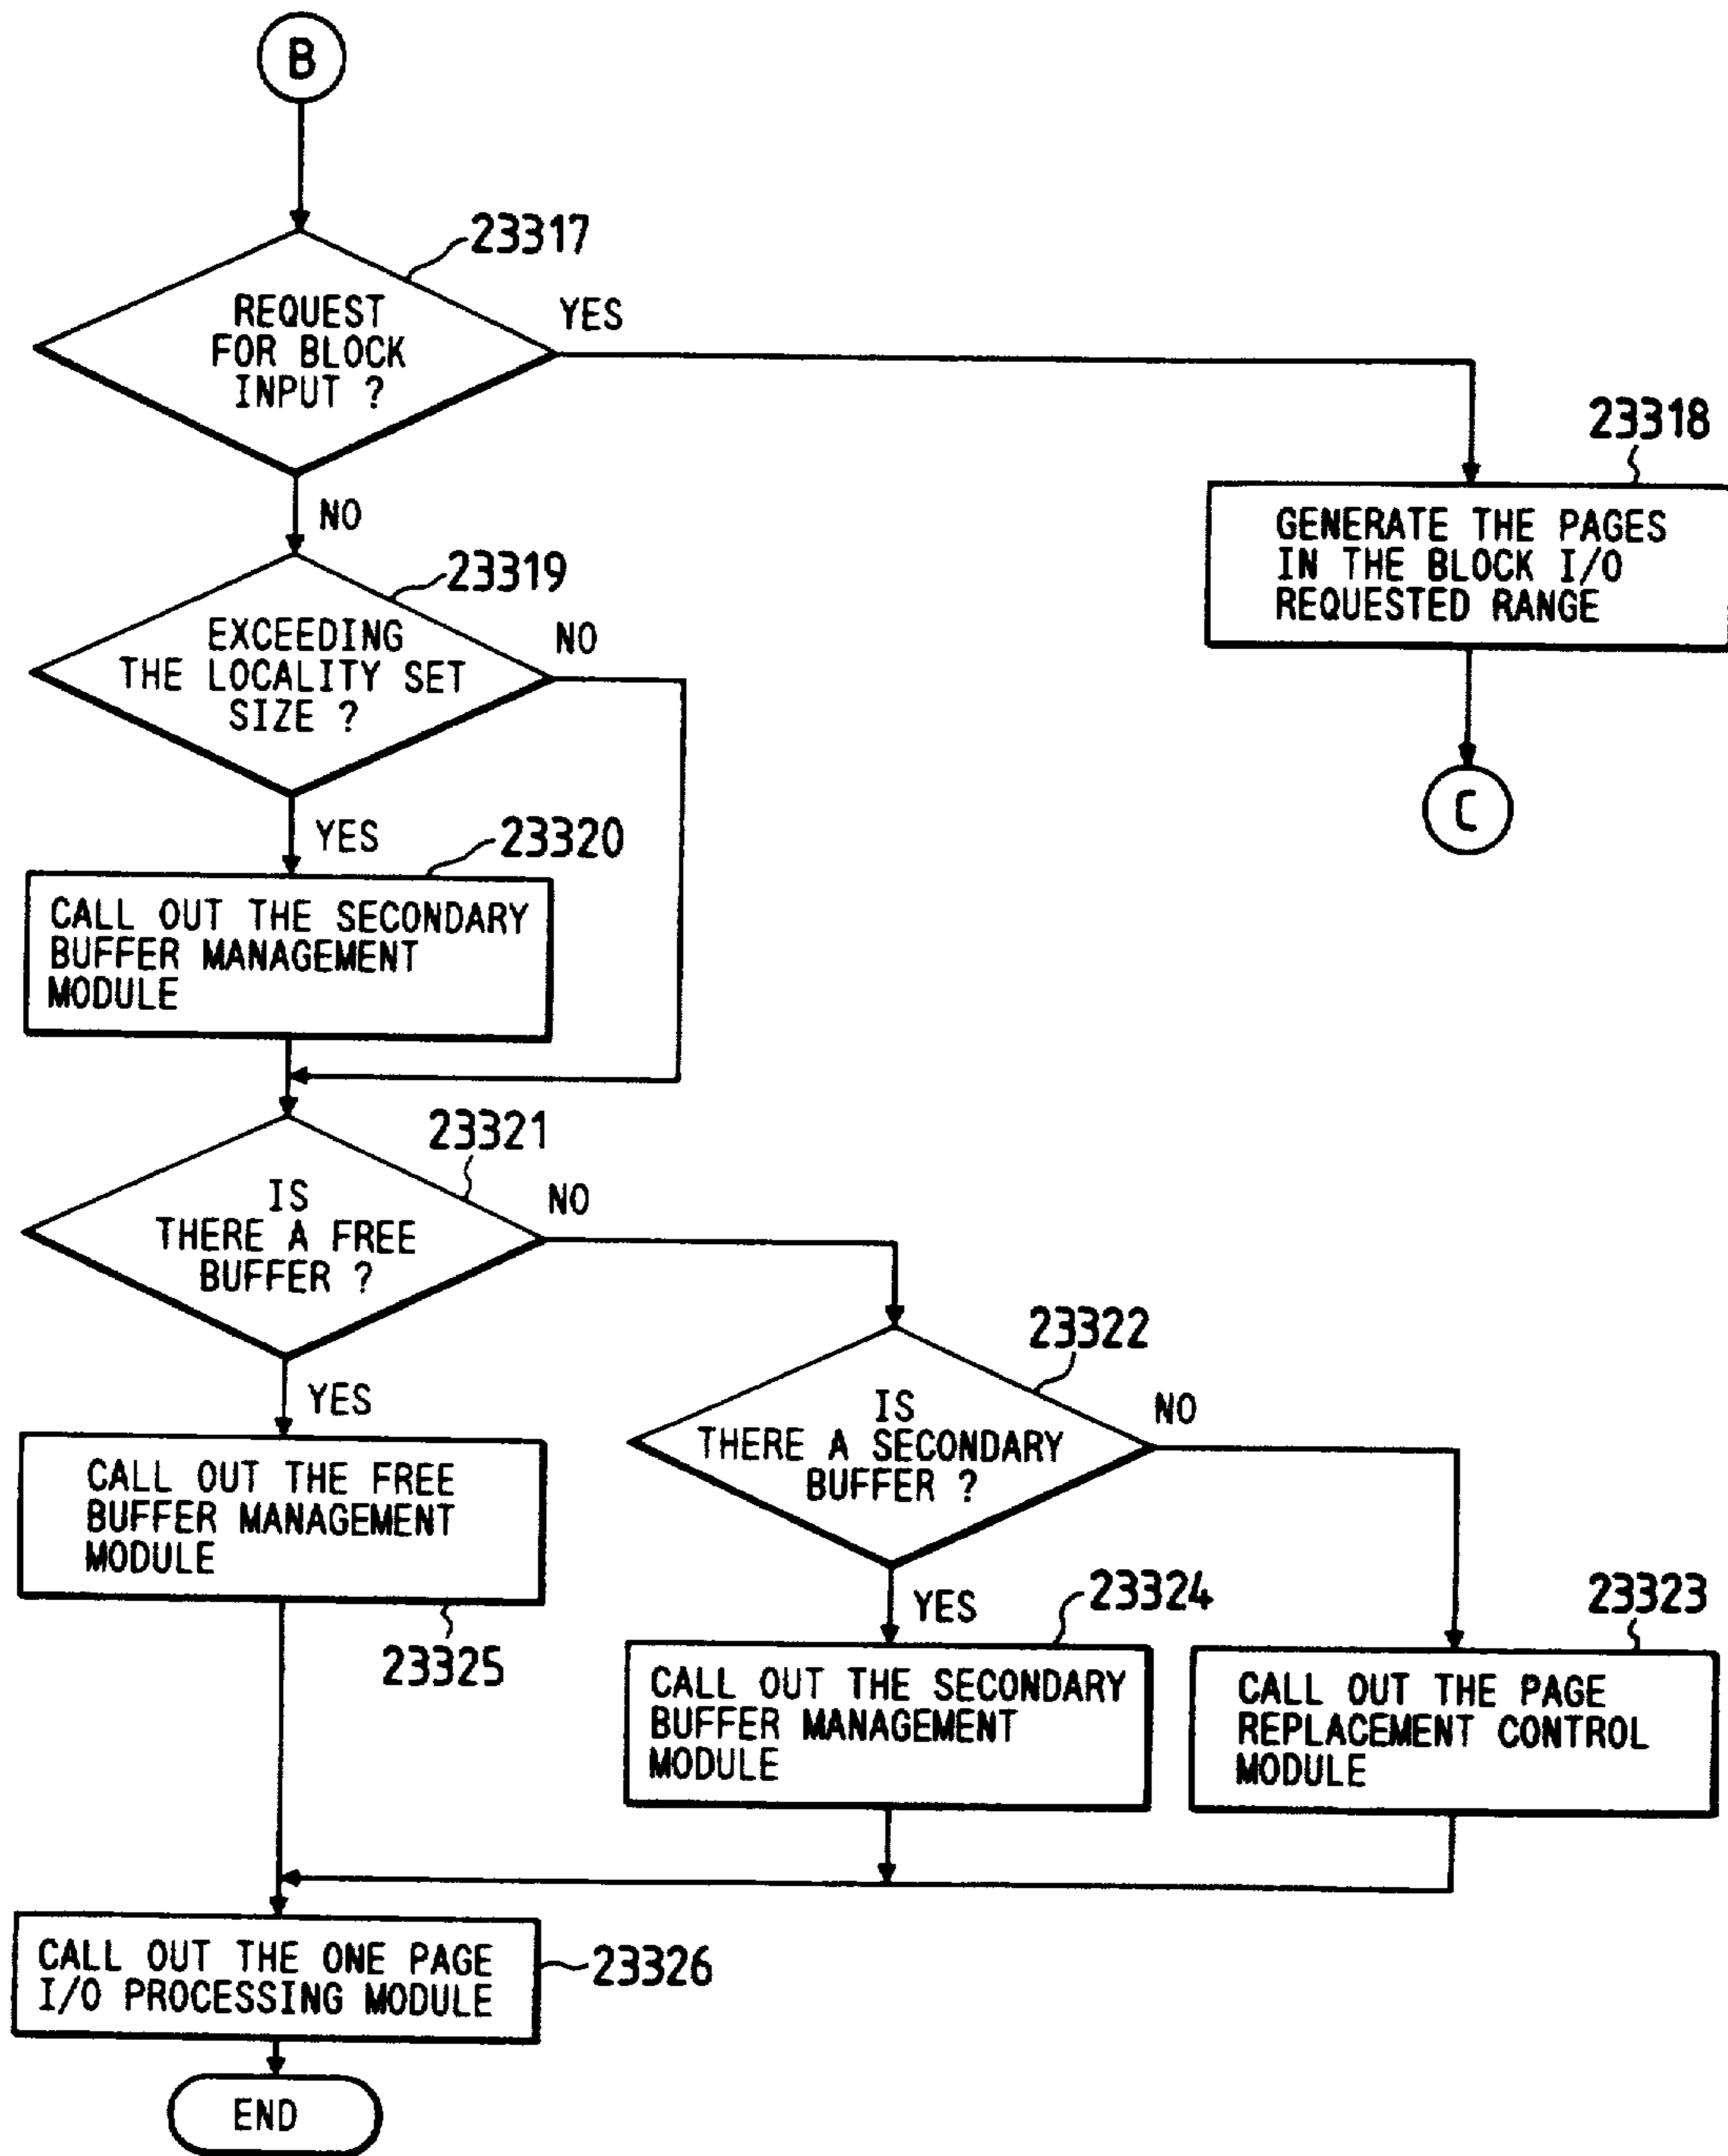 B
23317
REQUEST
FOR BLOCK
INPUT ?
YES
NO
23318
GENERATE THE PAGES
IN THE BLOCK I/O
REQUESTED RANGE
C
23319
EXCEEDING
THE LOCALITY SET
SIZE ?
NO
YES
23320
CALL OUT THE SECONDARY
BUFFER MANAGEMENT
MODULE
23321
IS
THERE A FREE
BUFFER ?
NO
YES
23322
IS
THERE A SECONDARY
BUFFER ?
NO
YES
CALL OUT THE FREE
BUFFER MANAGEMENT
MODULE
23325
23324
CALL OUT THE SECONDARY
BUFFER MANAGEMENT
MODULE
23323
CALL OUT THE PAGE
REPLACEMENT CONTROL
MODULE
CALL OUT THE ONE PAGE
I/O PROCESSING MODULE
23326
END